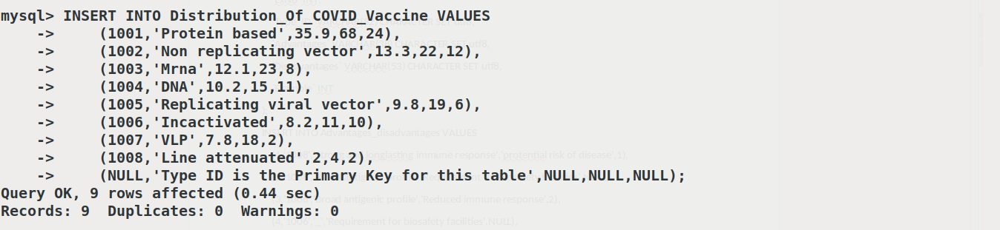 mysql> INSERT INTO Distribution_Of_COVID_Vaccine VALUES
    ->     (1001,'Protein based',35.9,68,24),
    ->     (1002,'Non replicating vector',13.3,22,12),
    ->     (1003,'Mrna',12.1,23,8),
    ->     (1004,'DNA',10.2,15,11),
    ->     (1005,'Replicating viral vector',9.8,19,6),
    ->     (1006,'Incactivated',8.2,11,10),
    ->     (1007,'VLP',7.8,18,2),
    ->     (1008,'Line attenuated',2,4,2),
    ->     (NULL,'Type ID is the Primary Key for this table',NULL,NULL,NULL);
Query OK, 9 rows affected (0.44 sec)
Records: 9  Duplicates: 0  Warnings: 0